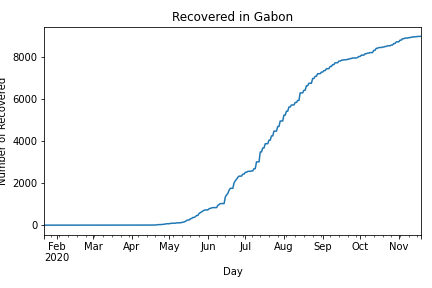 Recovered in Gabon
Number of Recovered
8000
6000
4000
2000
0
Feb Mar Apr May Jun Jul Aug Sep Oct Nov
2020
Day